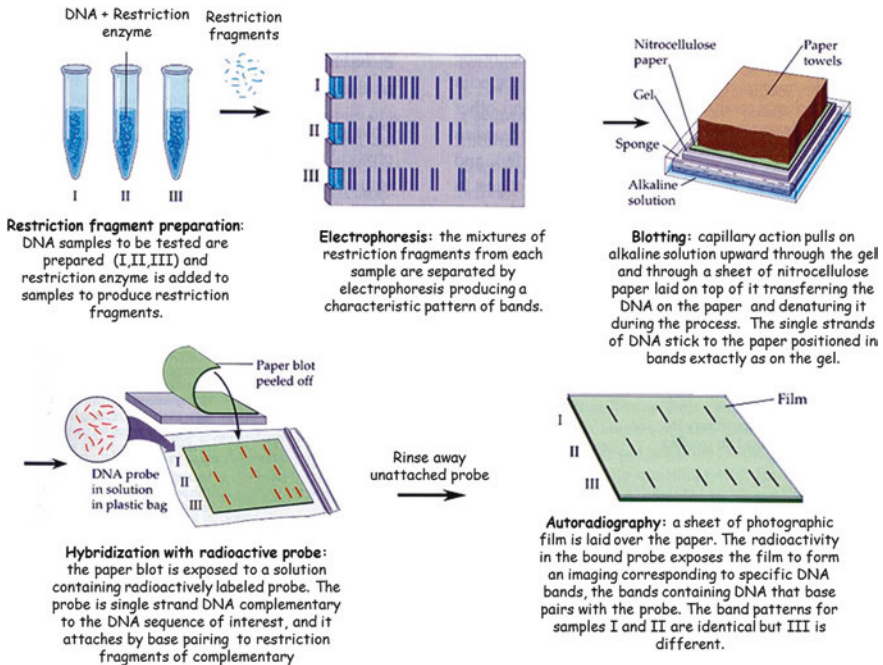 DNA + Restriction
enzyme
Restriction
fragments
I
II
III
I
II
III
Nitrocellulose
paper
Paper
towels
Gel
Sponge
Alkaline
solution
Restriction fragment preparation:
DNA samples to be tested are
prepared (I,II,III) and
restriction enzyme is added to
samples to produce restriction
fragments.
Electrophoresis: the mixtures of
restriction fragments from each
sample are separated by
electrophoresis producing a
characteristic pattern of bands.
Blotting: capillary action pulls on
alkaline solution upward through the gel
and through a sheet of nitrocellulose
paper laid on top of it transferring the
DNA on the paper and denaturing it
during the process. The single strands
of DNA stick to the paper positioned in
bands extactly as on the gel.
Paper blot
peeled off
DNA probe
in solution
in plastic bag
I
II
III
Rinse away
unattached probe
Film
I
II
III
Hybridization with radioactive probe:
the paper blot is exposed to a solution
containing radioactively labeled probe. The
probe is single strand DNA complementary
to the DNA sequence of interest, and it
attaches by base pairing to restriction
fragments of complementary
Autoradiography: a sheet of photographic
film is laid over the paper. The radioactivity
in the bound probe exposes the film to form
an imaging corresponding to specific DNA
bands, the bands containing DNA that base
pairs with the probe. The band patterns for
samples I and II are identical but III is
different.